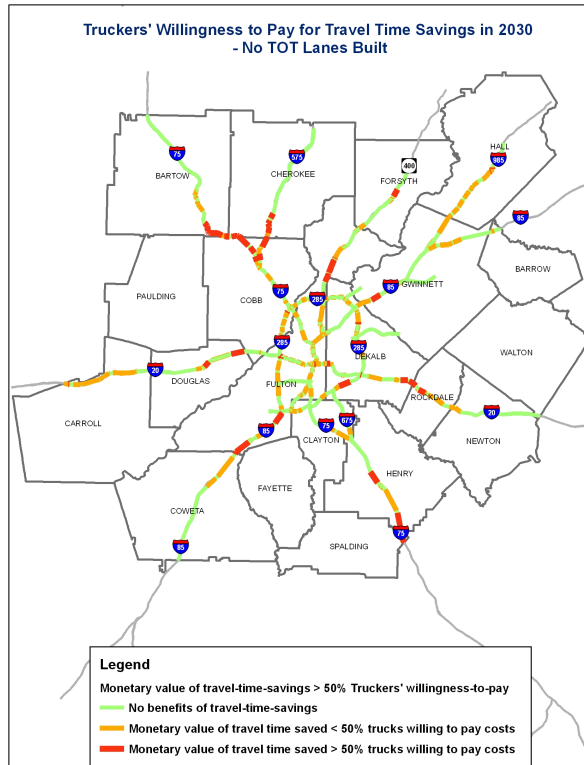 Truckers' Willingness to Pay for Travel Time Savings in 2030
- No TOT Lanes Built
HALL
985
75
575
400
BARTOW
CHEROKEE
FORSYTH
85
BARROW
75
85
GWINNETT
285
PAULDING
COBB
285
285
DEKALB
WALTON
20
DOUGLAS
FULTON
ROCKDALE
20
CARROLL
85
75
675
CLAYTON
NEWTON
HENRY
FAYETTE
COWETA
75
85
SPALDING
Legend
Monetary value of travel-time-savings > 50% Truckers' willingness-to-pay
No benefits of travel-time-savings
Monetary value of travel time saved < 50% trucks willing to pay costs
Monetary value of travel time saved > 50% trucks willing to pay costs